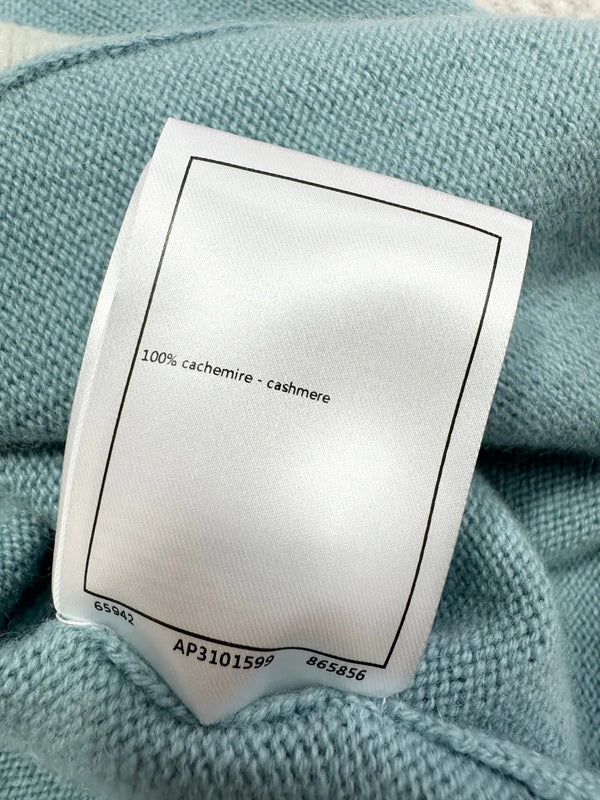 100% cachemire - cashmere
65942 AP3101599 865856